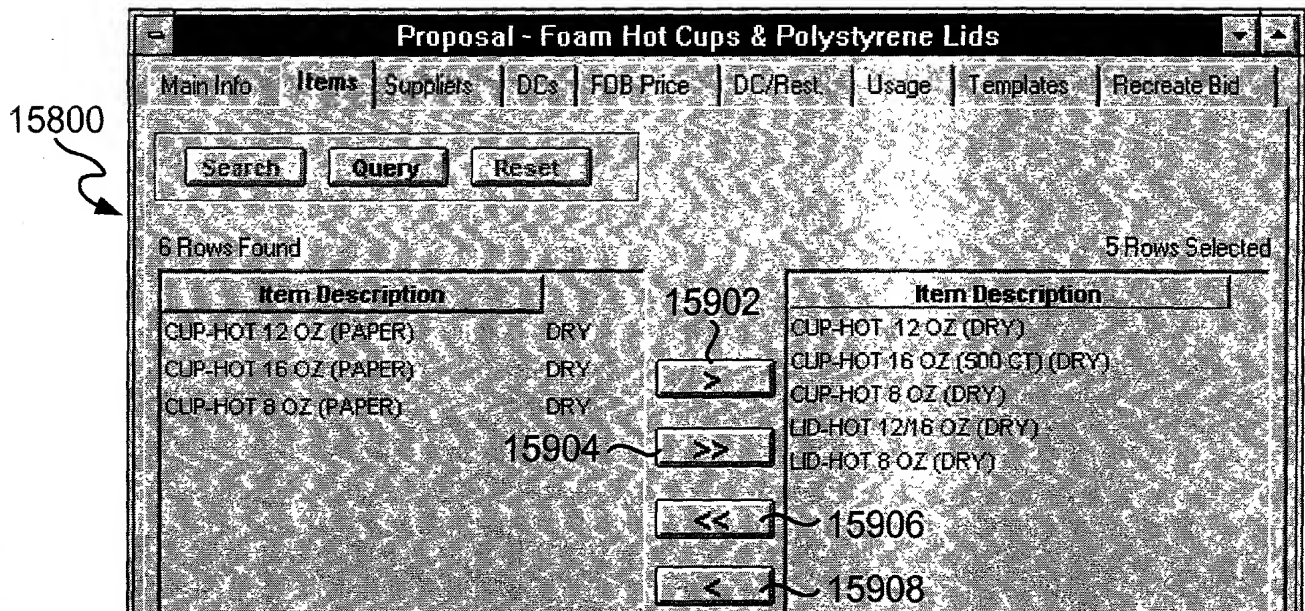 Proposal - Foam Hot Cups & Polystyrene Lids
Main Info Items Suppliers DCs FOB Price DC/Rest. Usage Templates Recreate Bid
15800
Search Query Reset
6 Rows Found 5 Rows Selected
Item Description 15902 Item Description
CUP-HOT 12 OZ (PAPER) DRY CUP-HOT 12 OZ (DRY)
CUP-HOT 16 OZ (PAPER) DRY > CUP-HOT 16 OZ (500 CT) (DRY)
CUP-HOT 8 OZ (PAPER) DRY CUP-HOT 8 OZ (DRY)
LID-HOT 12/16 OZ (DRY)
15904 >> LID-HOT 8 OZ (DRY)
<< 15906
< 15908